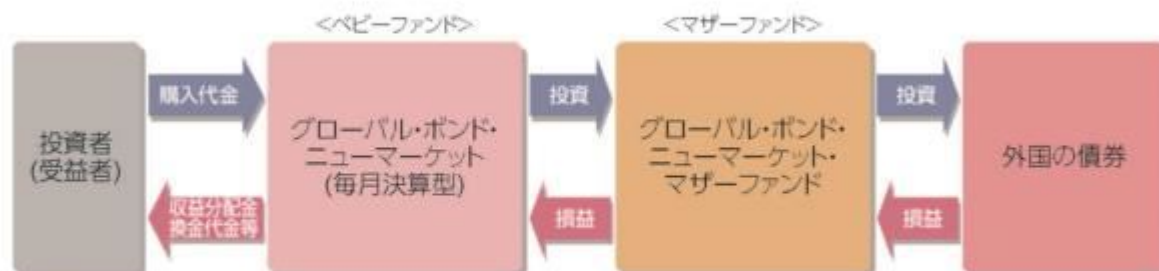 <ベビーファンド>
<マザーファンド>
投資者
(受益者)
購入代金
収益分配金
換金代金等
グローバル・ボンド・
ニューマーケット
(毎月決算型)
投資
損益
グローバル・ボンド・
ニューマーケット・
マザーファンド
投資
損益
外国の債券